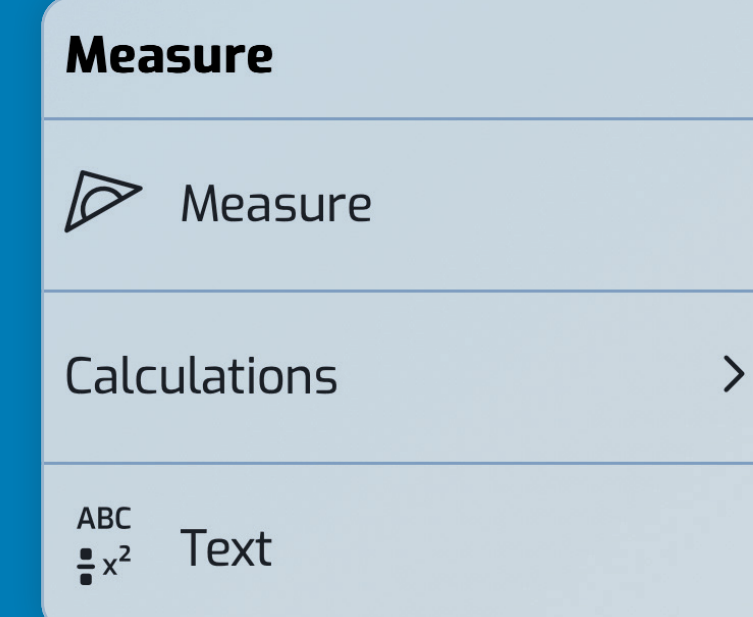 Measure
Measure
Calculations
ABC
x²
Text